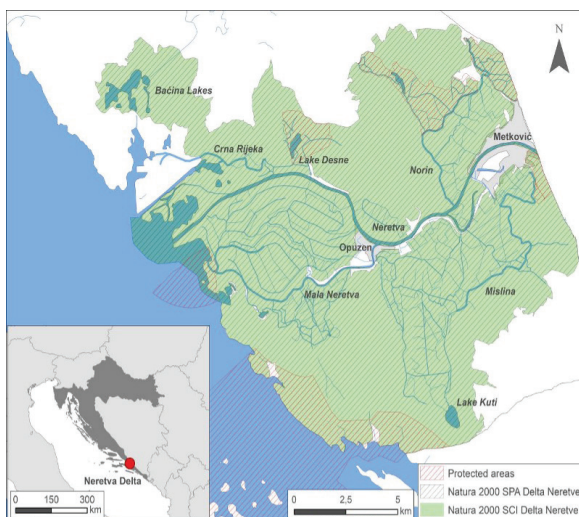 N
Baćina Lakes
Metković
Crna Rijeka
Lake Desne
Norin
Neretva
Opuzen
Mala Neretva
Mislina
Lake Kuti
Neretva Delta
0 150 300
km
0 2,5 5
km
Protected areas
Natura 2000 SPA Delta Neretve
Natura 2000 SCI Delta Neretve